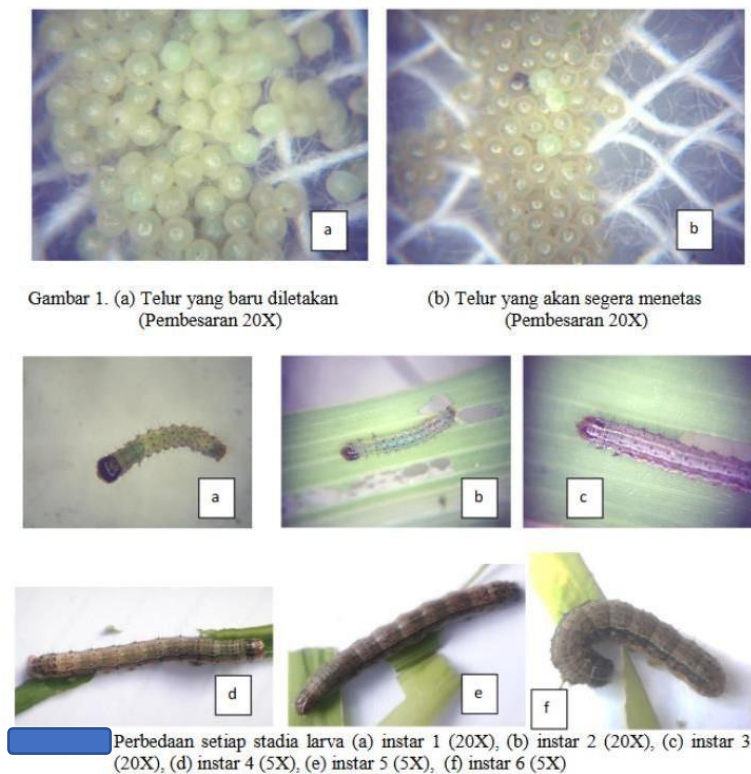 a
b
Gambar 1. (a) Telur yang baru diletakan
(Pembesaran 20X)
(b) Telur yang akan segera menetas
(Pembesaran 20X)
a
b
c
d
e
f
Perbedaan setiap stadia larva (a) instar 1 (20X), (b) instar 2 (20X), (c) instar 3
(20X), (d) instar 4 (5X), (e) instar 5 (5X), (f) instar 6 (5X)